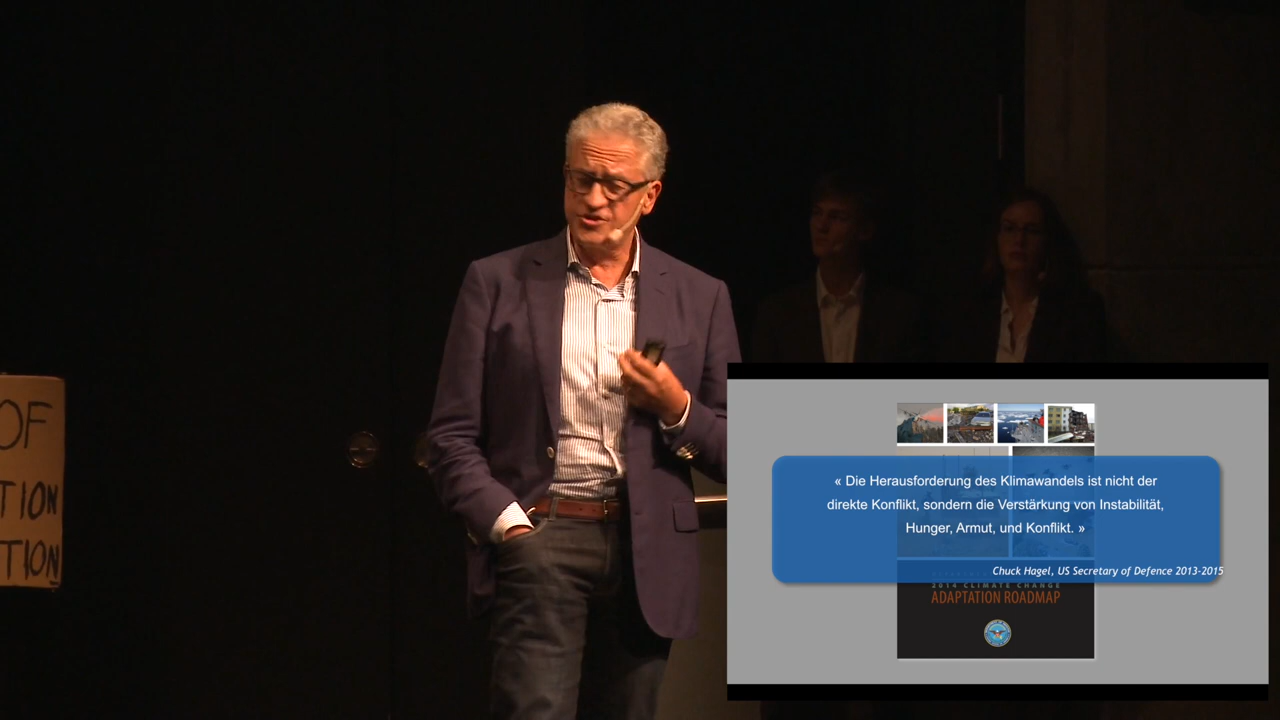 OF
TION
TION
« Die Herausforderung des Klimawandels ist nicht der
direkte Konflikt, sondern die Verstärkung von Instabilität,
Hunger, Armut, und Konflikt. »
Chuck Hagel, US Secretary of Defence 2013-2015
2014 CLIMATE CHANGE
ADAPTATION ROADMAP